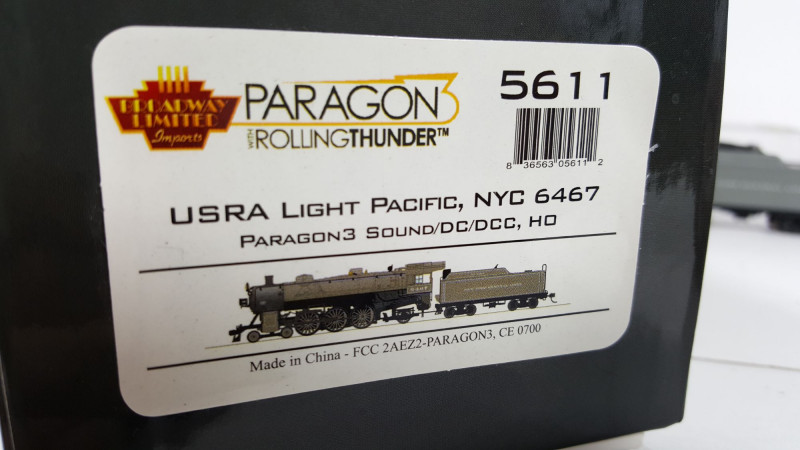 BROADWAY
LIMITED
Imports
PARAGON3
WITH ROLLINGTHUNDER™
5611
8 36563 05611 2
USRA LIGHT PACIFIC, NYC 6467
PARAGON3 SOUND/DC/DCC, HO
Made in China - FCC 2AEZ2-PARAGON3, CE 0700